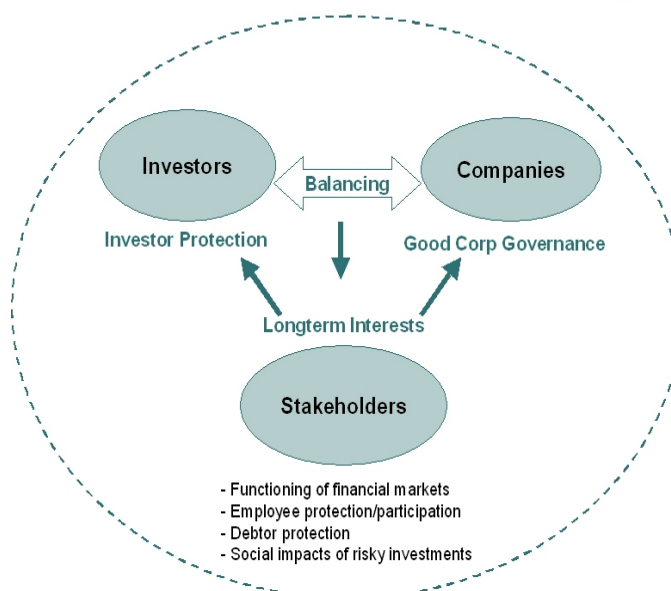 Investors
Balancing
Companies
Investor Protection
Good Corp Governance
Longterm Interests
Stakeholders
- Functioning of financial markets
- Employee protection/participation
- Debtor protection
- Social impacts of risky investments